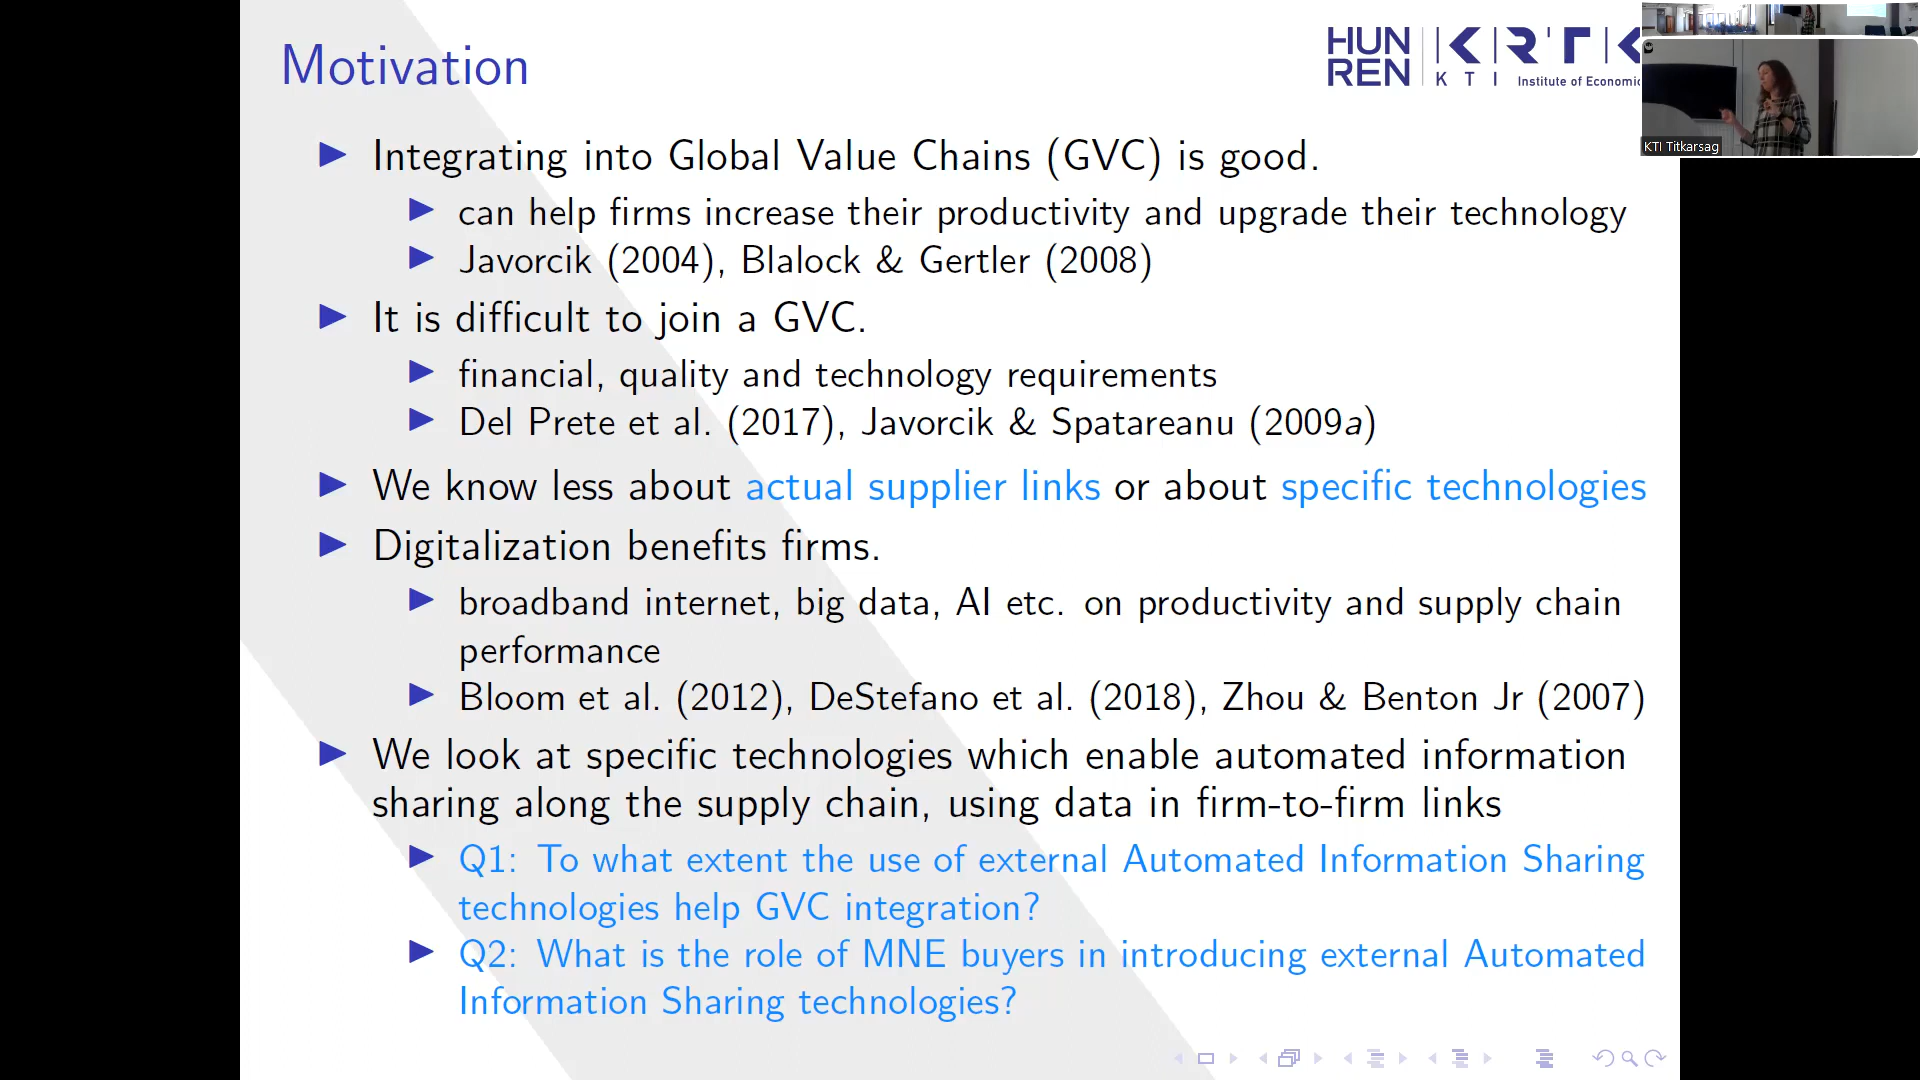 Motivation
HUN
REN
KRTK
KTI
Institute of Economic
KTI Titkarsag
Integrating into Global Value Chains (GVC) is good.
can help firms increase their productivity and upgrade their technology
Javorcik (2004), Blalock & Gertler (2008)
It is difficult to join a GVC.
financial, quality and technology requirements
Del Prete et al. (2017), Javorcik & Spatareanu (2009a)
We know less about actual supplier links or about specific technologies
Digitalization benefits firms.
broadband internet, big data, AI etc. on productivity and supply chain
performance
Bloom et al. (2012), DeStefano et al. (2018), Zhou & Benton Jr (2007)
We look at specific technologies which enable automated information
sharing along the supply chain, using data in firm-to-firm links
Q1: To what extent the use of external Automated Information Sharing
technologies help GVC integration?
Q2: What is the role of MNE buyers in introducing external Automated
Information Sharing technologies?